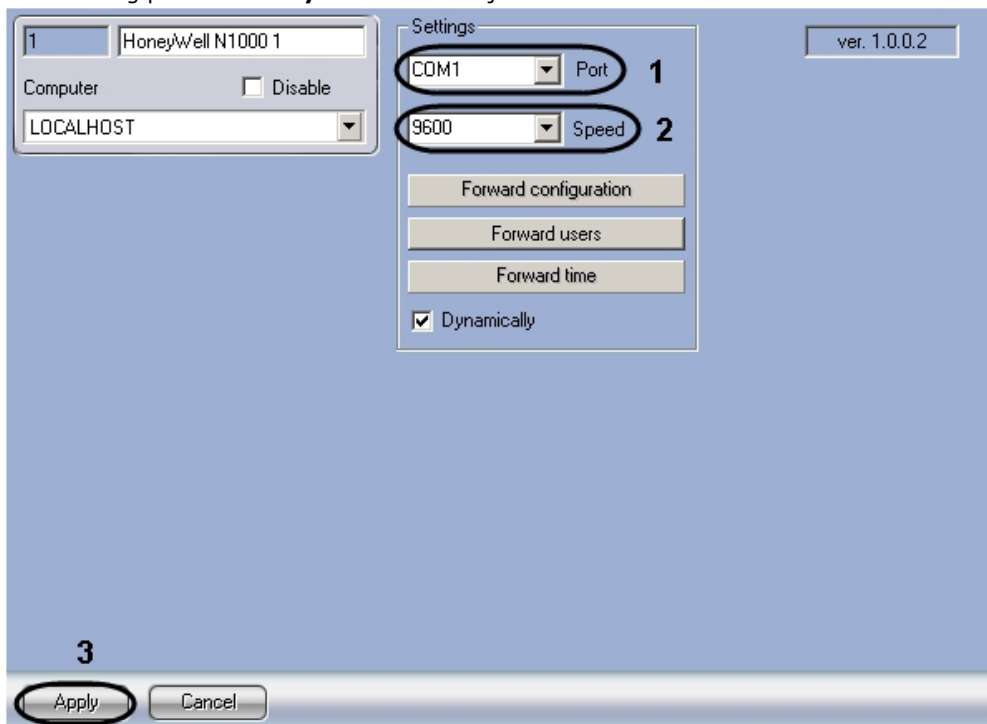 1 HoneyWell N1000 1
Computer Disable
LOCALHOST
Settings
COM1 Port 1
9600 Speed 2
Forward configuration
Forward users
Forward time
Dynamically
ver. 1.0.0.2
3
Apply Cancel